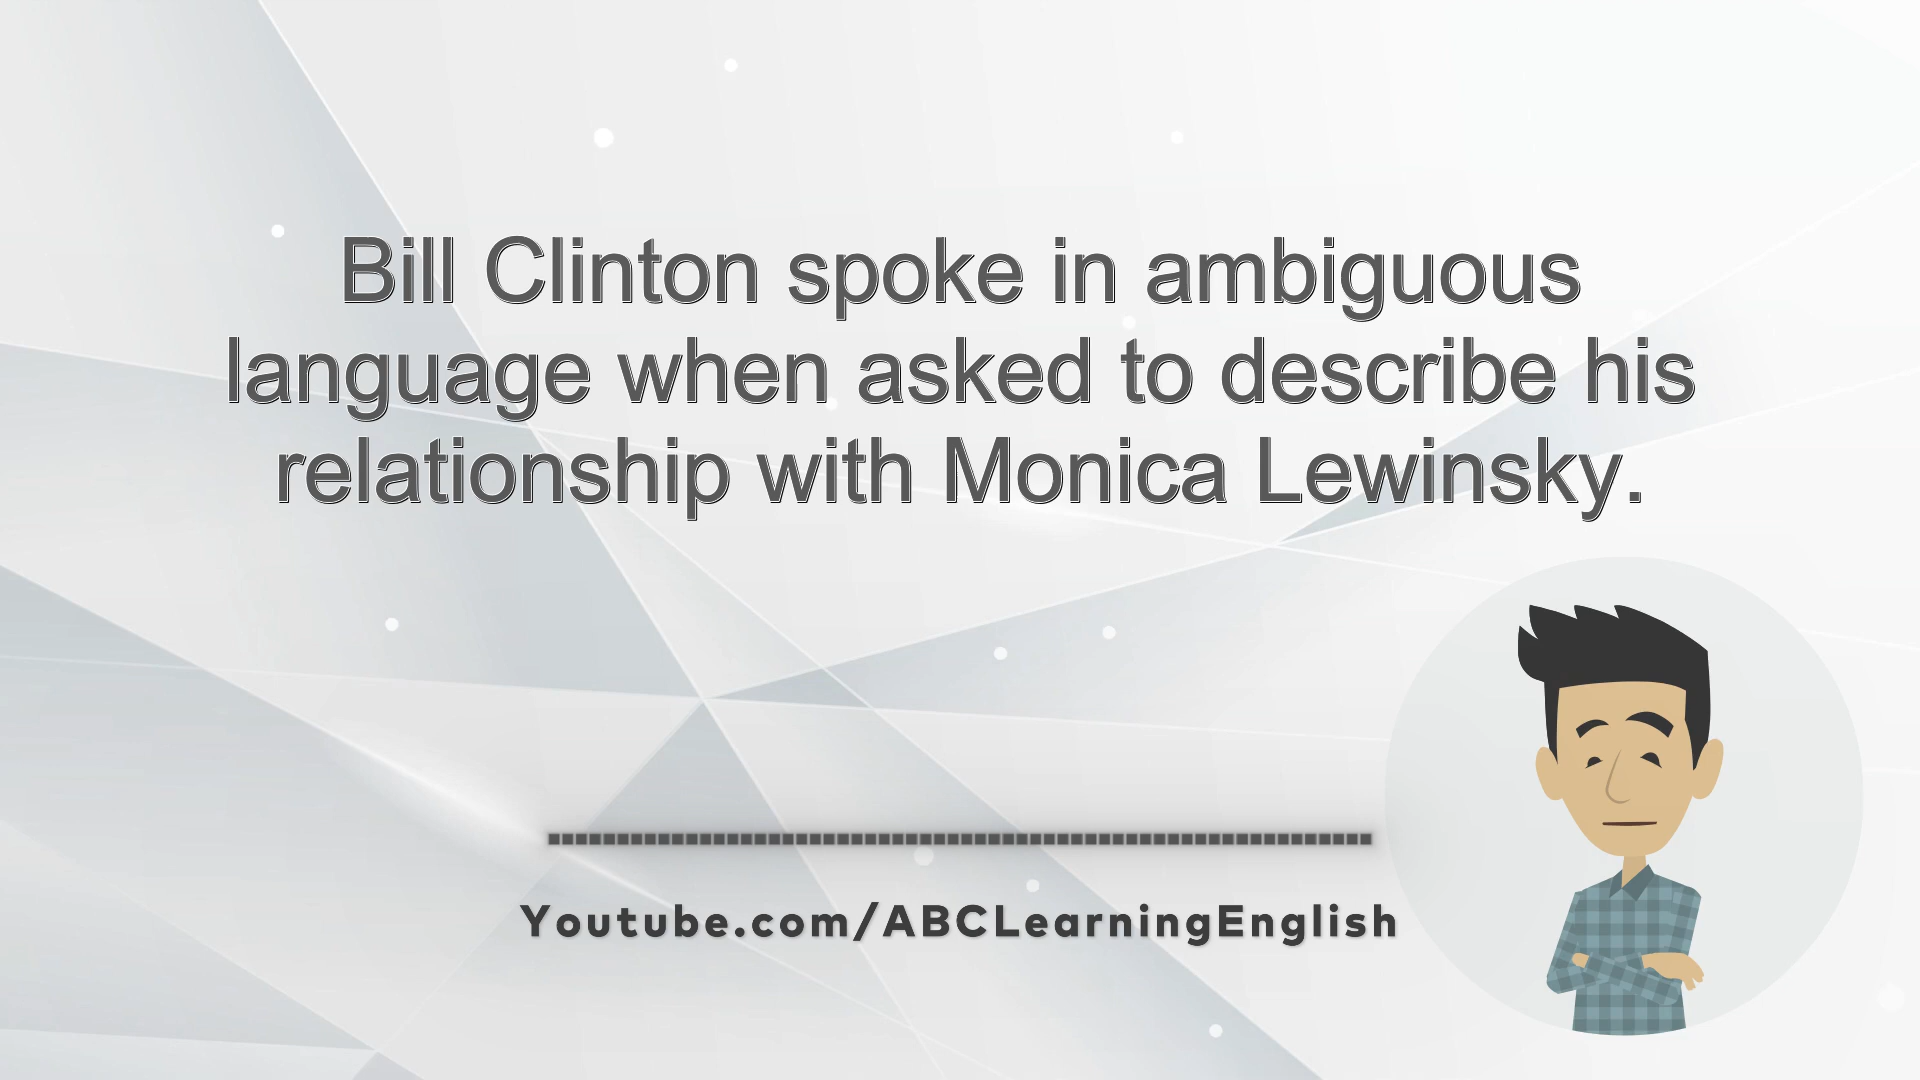 Bill Clinton spoke in ambiguous
language when asked to describe his
relationship with Monica Lewinsky.
Youtube.com/ABCLearningEnglish